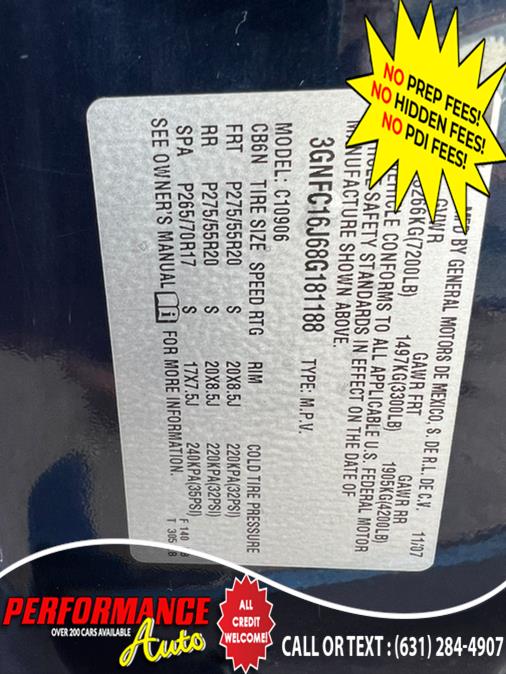 NO PREP FEES!
NO HIDDEN FEES!
NO PDI FEES!
MFD BY GENERAL MOTORS DE MEXICO, S. DE R.L. DE C.V.
GVWR GAWR FRT GAWR RR 11/07
3266KG(7200LB) 1497KG(3300LB) 1905KG(4200LB)
VEHICLE CONFORMS TO ALL APPLICABLE U.S. FEDERAL MOTOR
SAFETY STANDARDS IN EFFECT ON THE DATE OF
MANUFACTURE SHOWN ABOVE.
3GNFC16J68G181188 TYPE: M.P.V.
MODEL: C10906
CB6N TIRE SIZE SPEED RTG RIM COLD TIRE PRESSURE
FRT P275/55R20 S 20X8.5J 220KPA(32PSI)
RR P275/55R20 S 20X8.5J 220KPA(32PSI)
SPA P265/70R17 S 17X7.5J 240KPA(35PSI)
SEE OWNER'S MANUAL FOR MORE INFORMATION.
F 140 B
T 305 B
PERFORMANCE
OVER 200 CARS AVAILABLE
Auto
ALL
CREDIT
WELCOME!
CALL OR TEXT : (631) 284-4907